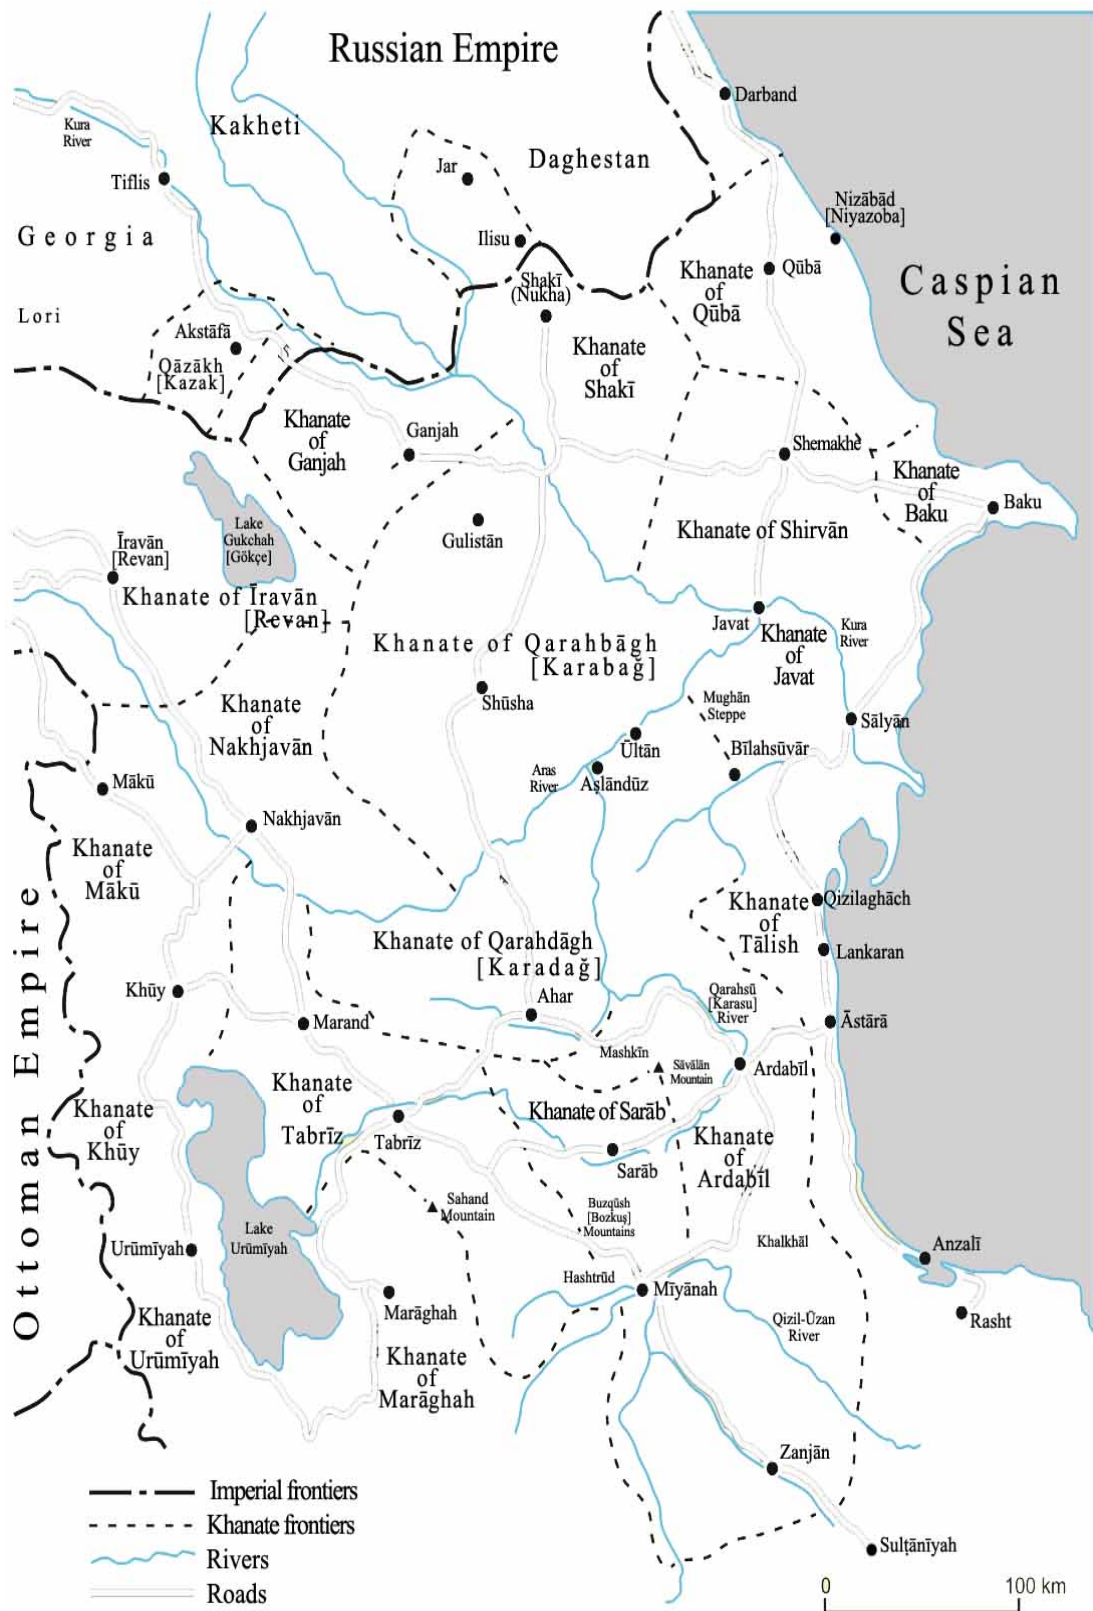 Russian Empire
Darband
Kura
River
Kakheti
Daghestan
Jar
Tiflis
Nizābād
[Niyazoba]
Georgia
Ilisu
Khanate
of
Qūbā
Qūbā
Caspian
Sea
Shakī
(Nukha)
Lori
Akstāfā
Qāzākh
[Kazak]
Khanate
of
Shakī
Khanate
of
Ganjah
Ganjah
Shemakhe
Khanate
of
Baku
Baku
Lake
Gukchah
[Gökçe]
Gulistān
Khanate of Shirvān
Īravān
[Revan]
Khanate of Īravān
[Revan]
Javat
Khanate
of
Javat
Kura
River
Khanate of Qarahbāgh
[Karabağ]
Shūsha
Mughān
Steppe
Khanate
of
Nakhjavān
Sālyān
Ūltān
Bīlahsūvār
Aras
River
Aṣlāndūz
Mākū
Nakhjavān
Khanate
of
Mākū
Khanate
of
Tālish
Qizilaghāch
Khanate of Qarahdāgh
[Karadağ]
Lankaran
Khūy
Ahar
Qarahsū
[Karasu]
River
Āstārā
Marand
Mashkīn
Sāvālān
Mountain
Ardabīl
Khanate
of
Tabrīz
Khanate of Sarāb
Khanate
of
Khūy
Tabrīz
Khanate
of
Ardabīl
Sarāb
Ottoman Empire
Sahand
Mountain
Buzqūsh
[Bozkuş]
Mountains
Lake
Urūmīyah
Urūmīyah
Khalkhāl
Anzalī
Hashtrūd
Mīyānah
Marāghah
Qizil-Ūzan
River
Rasht
Khanate
of
Urūmīyah
Khanate
of
Marāghah
Zanjān
Imperial frontiers
Khanate frontiers
Rivers
Roads
Sulṭānīyah
0 100 km